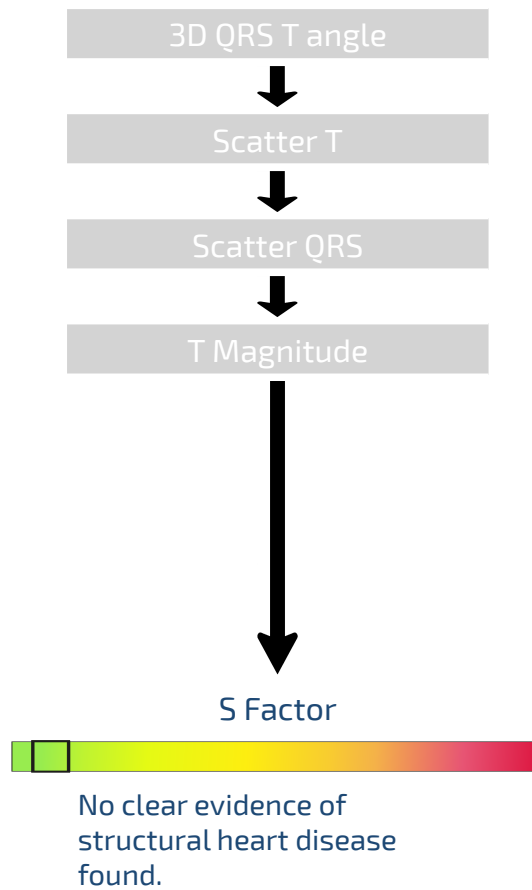 3D QRS T angle
Scatter T
Scatter QRS
T Magnitude
S Factor
No clear evidence of
structural heart disease
found.